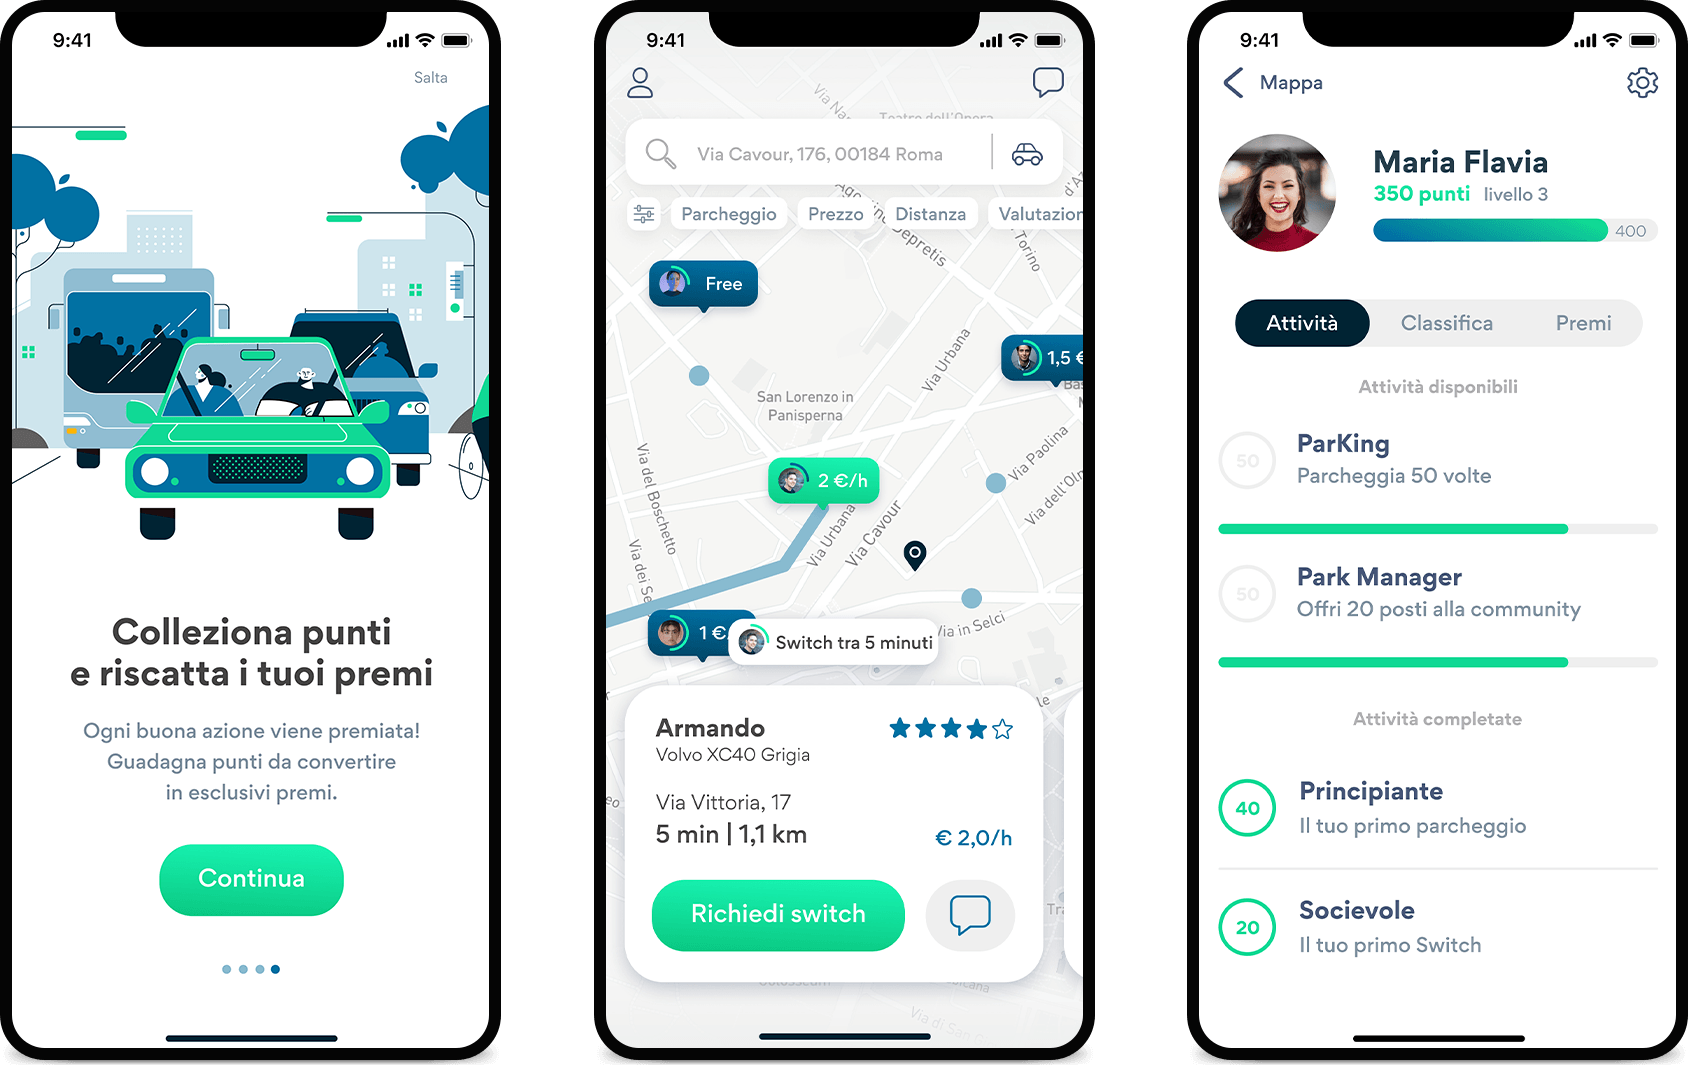 9:41
Salta
Colleziona punti
e riscatta i tuoi premi
Ogni buona azione viene premiata!
Guadagna punti da convertire
in esclusivi premi.
Continua
9:41
Teatro dell'Opera
Via Cavour, 176, 00184 Roma
Parcheggio
Prezzo
Distanza
Valutazion
Depretis
Torino
Free
1,5 €
Via Urbana
San Lorenzo in
Panisperna
Via Paolina
Via del Boschetto
2 €/h
Via dell'Olm
Via Urbana
Via Cavour
Via dei Se
1 €
Switch tra 5 minuti
Via in Selci
Armando
Volvo XC40 Grigia
Via Vittoria, 17
5 min | 1,1 km
€ 2,0/h
Richiedi switch
9:41
Mappa
Maria Flavia
350 punti livello 3
400
Attività
Classifica
Premi
Attività disponibili
50
ParKing
Parcheggia 50 volte
50
Park Manager
Offri 20 posti alla community
Attività completate
40
Principiante
Il tuo primo parcheggio
20
Socievole
Il tuo primo Switch